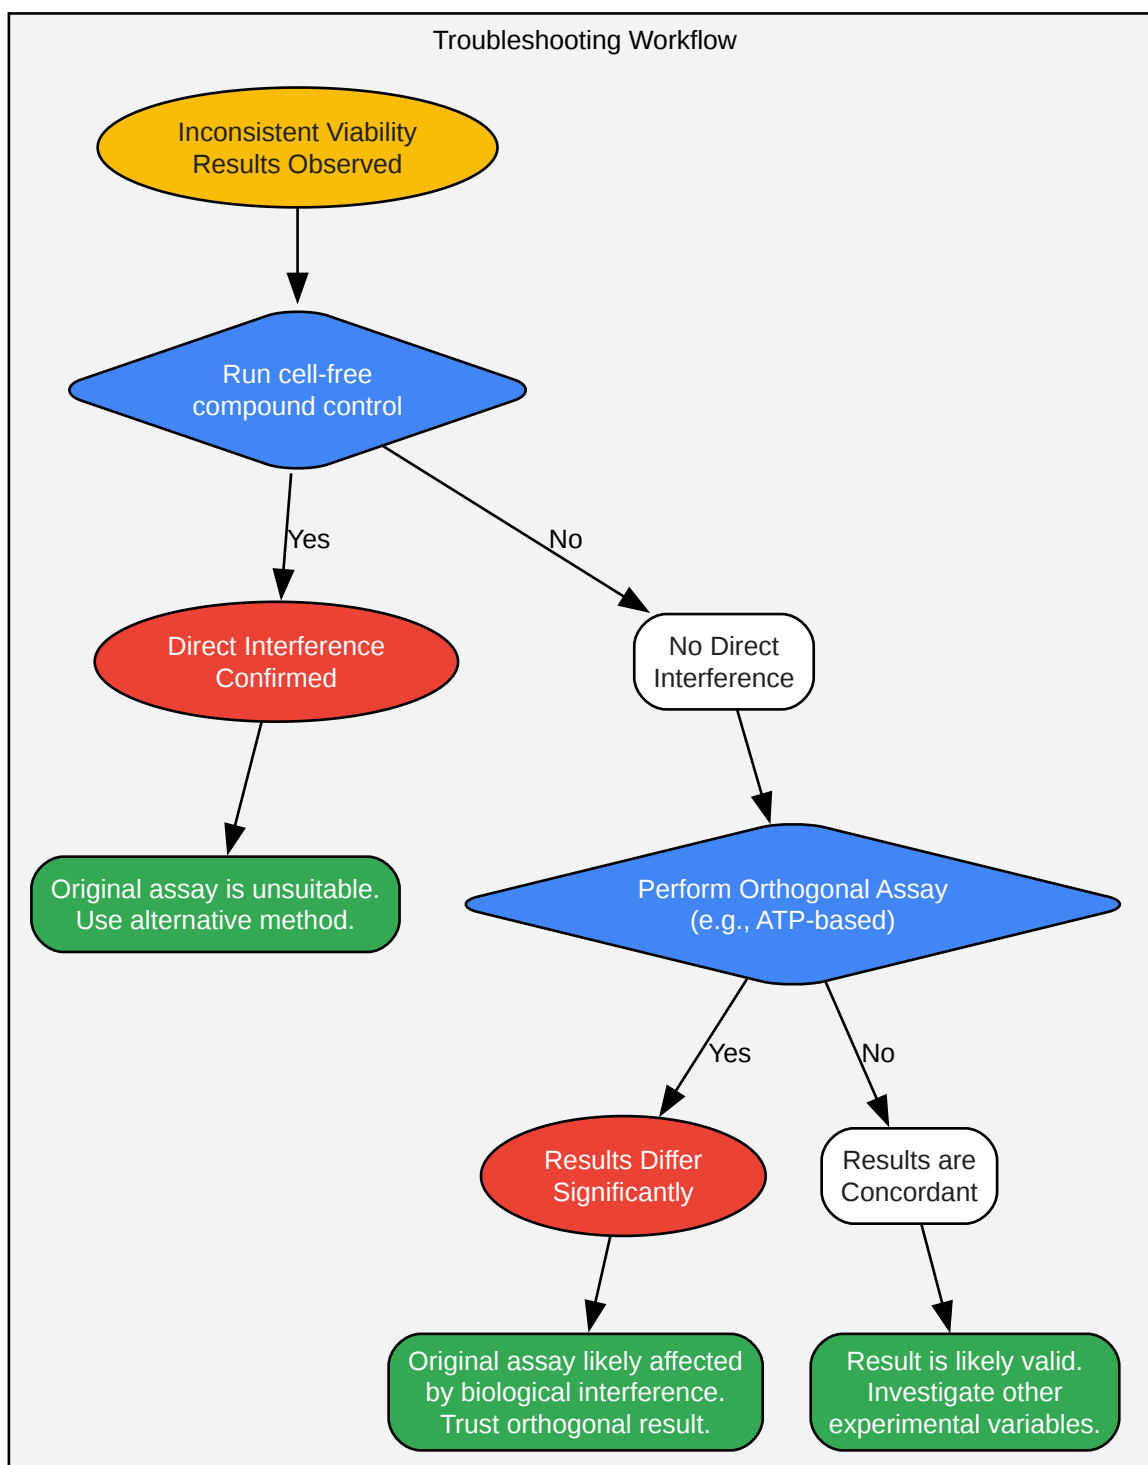 Troubleshooting Workflow
Inconsistent Viability
Results Observed
Run cell-free
compound control
Yes
No
Direct Interference
Confirmed
No Direct
Interference
Original assay is unsuitable.
Use alternative method.
Perform Orthogonal Assay
(e.g., ATP-based)
Yes
No
Results Differ
Significantly
Results are
Concordant
Original assay likely affected
by biological interference.
Trust orthogonal result.
Result is likely valid.
Investigate other
experimental variables.